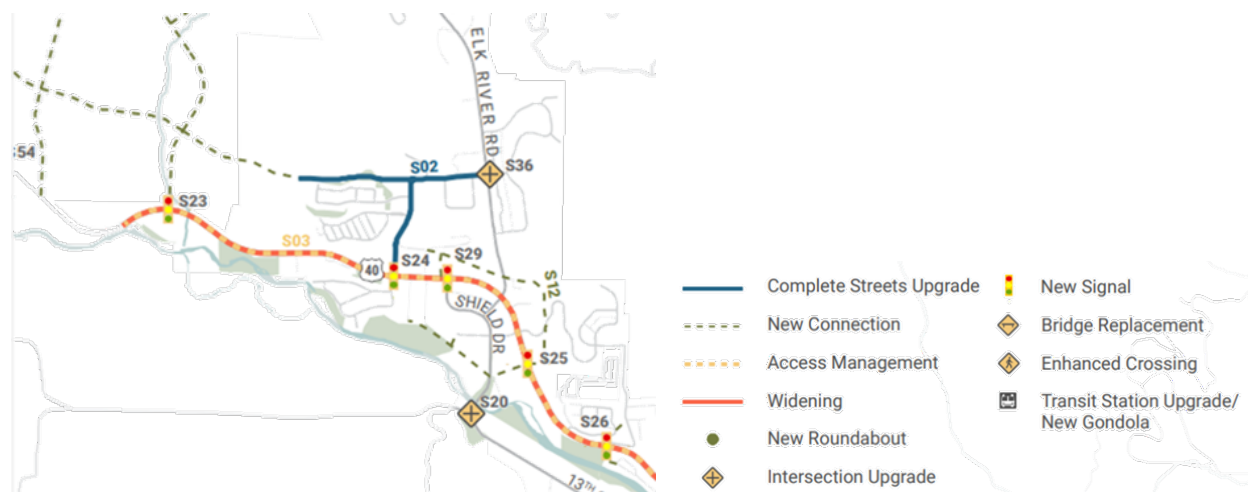 ELK RIVER RD
S54
S02
S36
S23
S03
40
S24
S29
S12
SHIELD DR
S25
S20
S26
13TH
Complete Streets Upgrade
New Connection
Access Management
Widening
New Roundabout
Intersection Upgrade
New Signal
Bridge Replacement
Enhanced Crossing
Transit Station Upgrade/
New Gondola